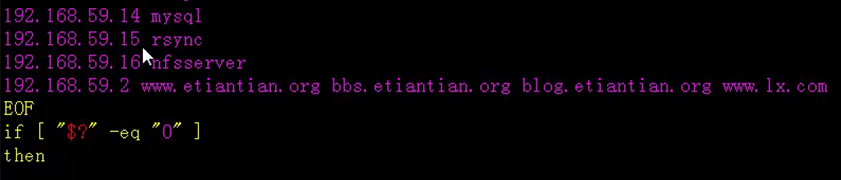 192.168.59.14 mysql
192.168.59.15 rsync
192.168.59.16 nfsserver
192.168.59.2 www.etiantian.org bbs.etiantian.org blog.etiantian.org www.lx.com
EOF
if [ "$?" -eq "0" ]
then